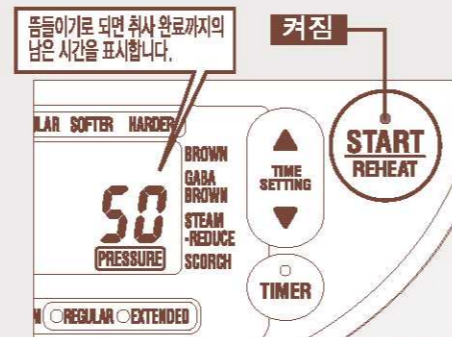 뜸들이기로 되면 취사 완료까지의
남은 시간을 표시합니다.
켜짐
SOFTER HARDER
BROWN
GABA
BROWN
STEAM
-REDUCE
SCORCH
50
PRESSURE
TIME
SETTING
START
REHEAT
TIMER
REGULAR EXTENDED